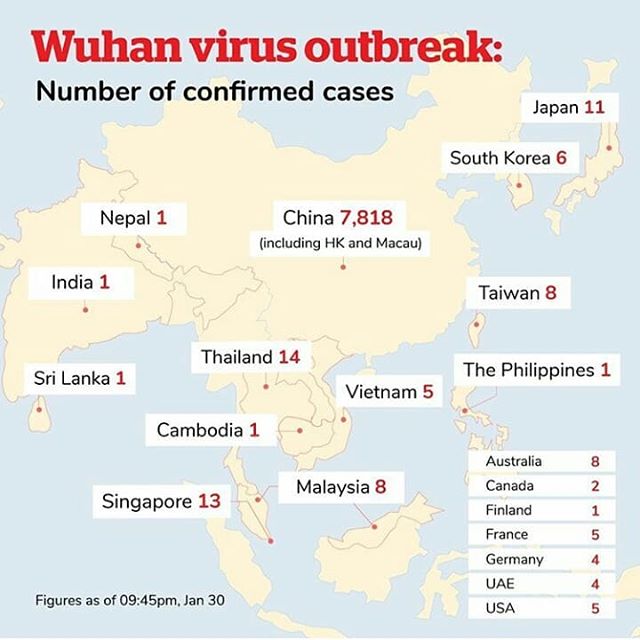 Wuhan virus outbreak:
Number of confirmed cases
Japan 11
South Korea 6
Nepal 1
China 7,818
(including HK and Macau)
India 1
Taiwan 8
Thailand 14
The Philippines 1
Sri Lanka 1
Vietnam 5
Cambodia 1
Malaysia 8
Singapore 13
Australia 8
Canada 2
Finland 1
France 5
Germany 4
UAE 4
USA 5
Figures as of 09:45pm, Jan 30